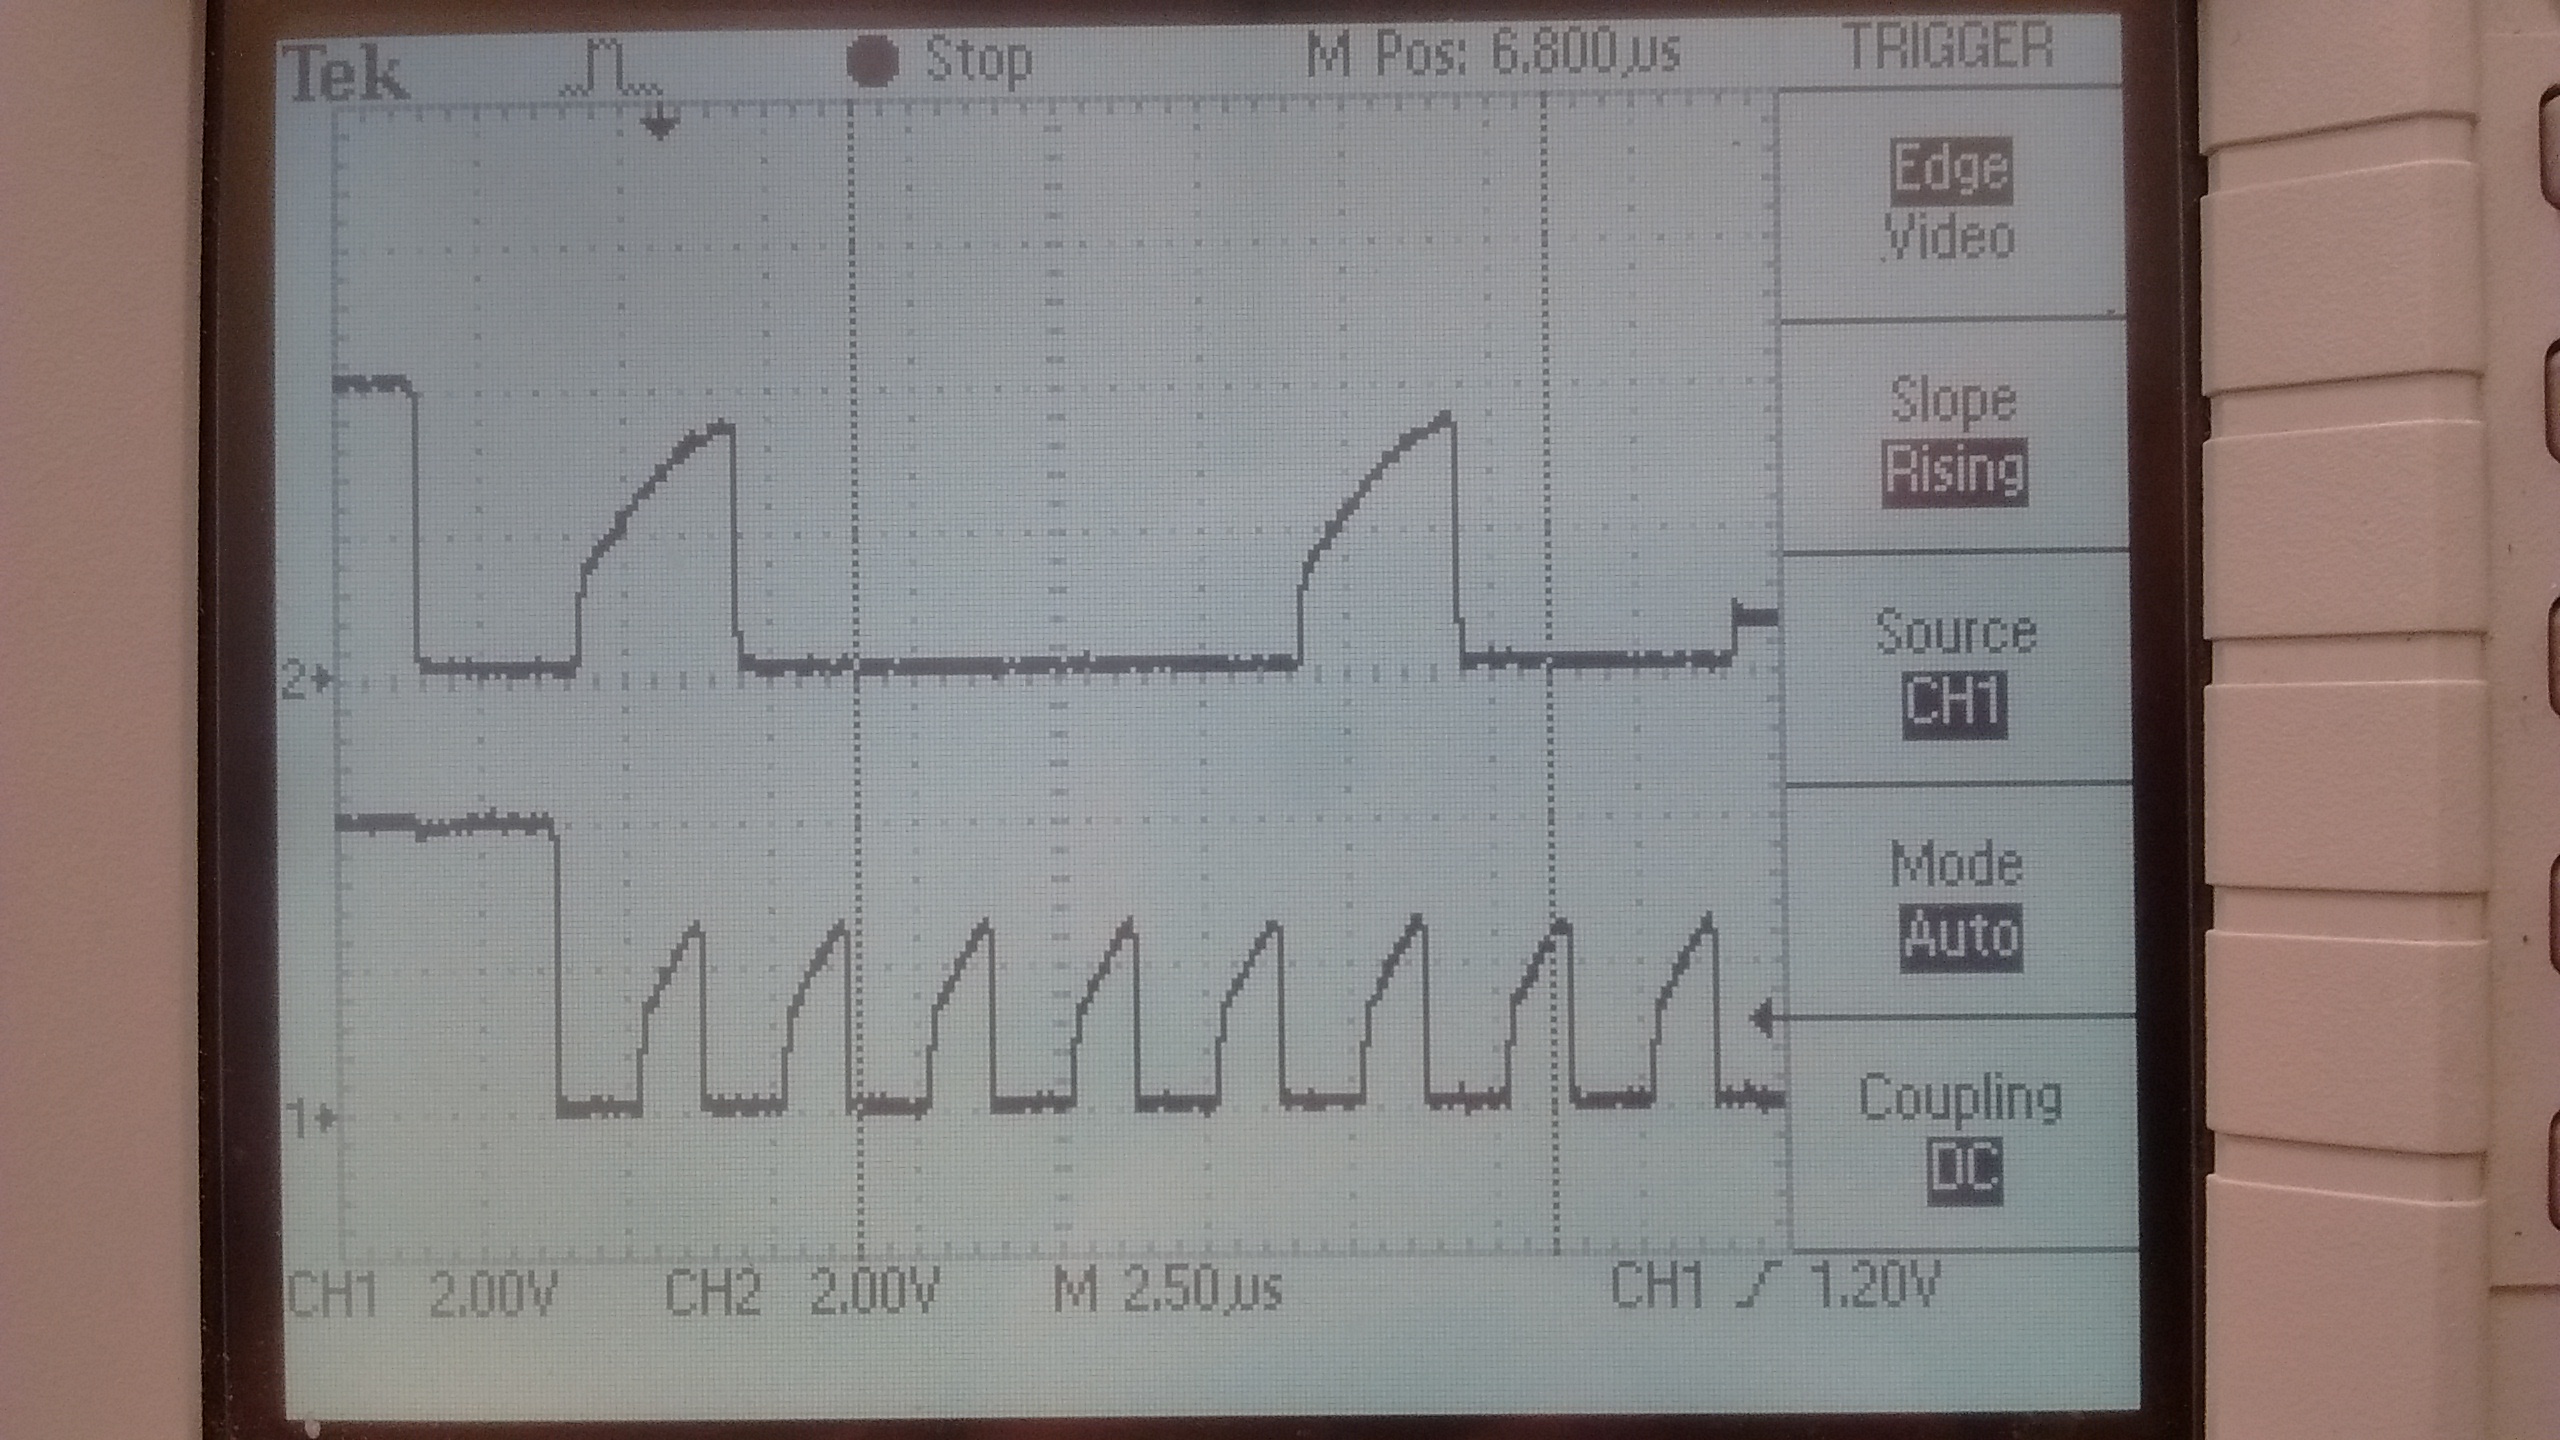 Tek Stop M Pos: 6.800µs TRIGGER
Edge
Video
Slope
Rising
2
Source
CH1
Mode
Auto
1
Coupling
DC
CH1 2.00V CH2 2.00V M 2.50µs CH1 1.20V